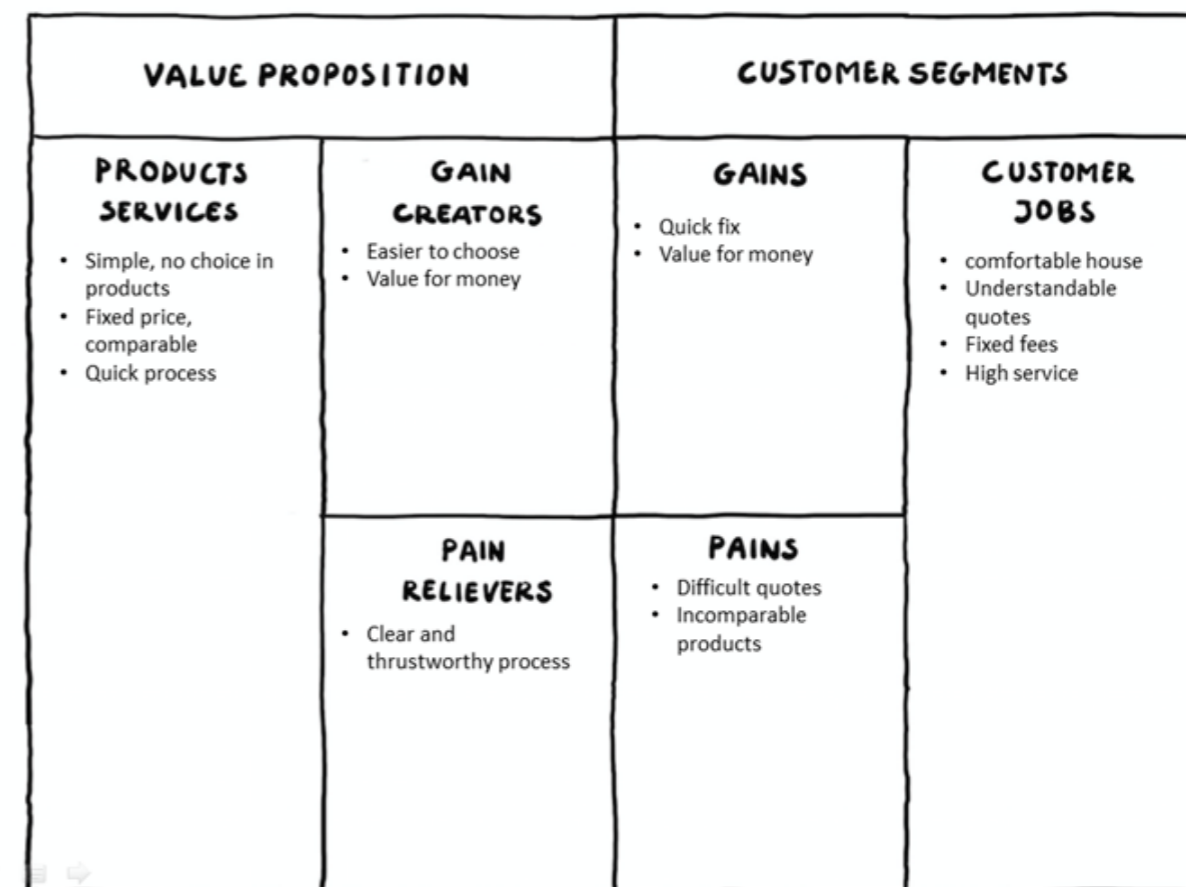 VALUE PROPOSITION
CUSTOMER SEGMENTS
PRODUCTS
SERVICES
• Simple, no choice in
products
• Fixed price,
comparable
• Quick process
GAIN
CREATORS
• Easier to choose
• Value for money
PAIN
RELIEVERS
• Clear and
thrustworthy process
GAINS
• Quick fix
• Value for money
PAINS
• Difficult quotes
• Incomparable
products
CUSTOMER
JOBS
• comfortable house
• Understandable
quotes
• Fixed fees
• High service